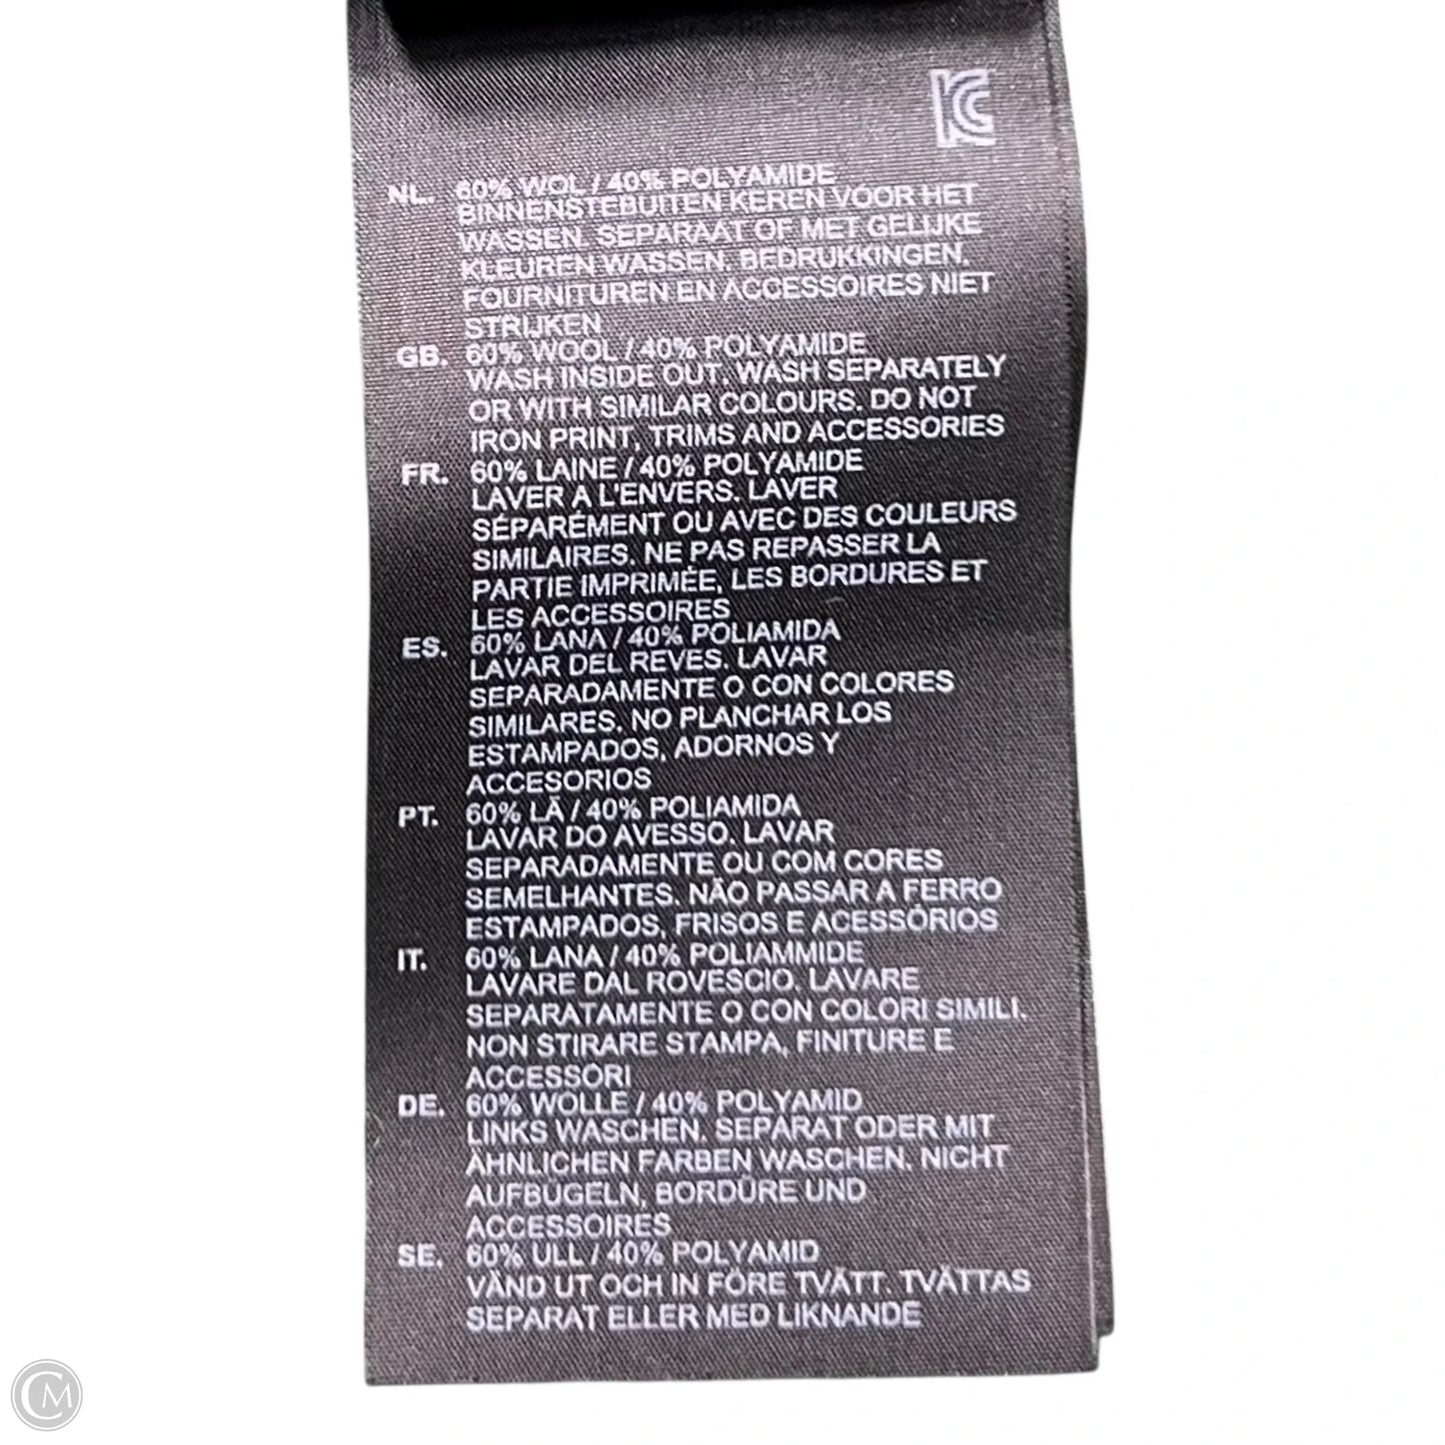 KC
NL. 60% WOL / 40% POLYAMIDE
BINNENSTEBUITEN KEREN VÓOR HET
WASSEN. SEPARAAT OF MET GELIJKE
KLEUREN WASSEN. BEDRUKKINGEN,
FOURNITUREN EN ACCESSOIRES NIET
STRIJKEN
GB. 60% WOOL / 40% POLYAMIDE
WASH INSIDE OUT. WASH SEPARATELY
OR WITH SIMILAR COLOURS. DO NOT
IRON PRINT, TRIMS AND ACCESSORIES
FR. 60% LAINE / 40% POLYAMIDE
LAVER A L'ENVERS. LAVER
SÉPARÉMENT OU AVEC DES COULEURS
SIMILAIRES. NE PAS REPASSER LA
PARTIE IMPRIMÉE, LES BORDURES ET
LES ACCESSOIRES
ES. 60% LANA / 40% POLIAMIDA
LAVAR DEL REVES. LAVAR
SEPARADAMENTE O CON COLORES
SIMILARES. NO PLANCHAR LOS
ESTAMPADOS, ADORNOS Y
ACCESORIOS
PT. 60% LÃ / 40% POLIAMIDA
LAVAR DO AVESSO. LAVAR
SEPARADAMENTE OU COM CORES
SEMELHANTES. NÃO PASSAR A FERRO
ESTAMPADOS, FRISOS E ACESSÓRIOS
IT. 60% LANA / 40% POLIAMMIDE
LAVARE DAL ROVESCIO. LAVARE
SEPARATAMENTE O CON COLORI SIMILI.
NON STIRARE STAMPA, FINITURE E
ACCESSORI
DE. 60% WOLLE / 40% POLYAMID
LINKS WASCHEN. SEPARAT ODER MIT
ÄHNLICHEN FARBEN WASCHEN. NICHT
AUFBÜGELN, BORDÜRE UND
ACCESSOIRES
SE. 60% ULL / 40% POLYAMID
VÄND UT OCH IN FÖRE TVÄTT. TVÄTTAS
SEPARAT ELLER MED LIKNANDE
CM